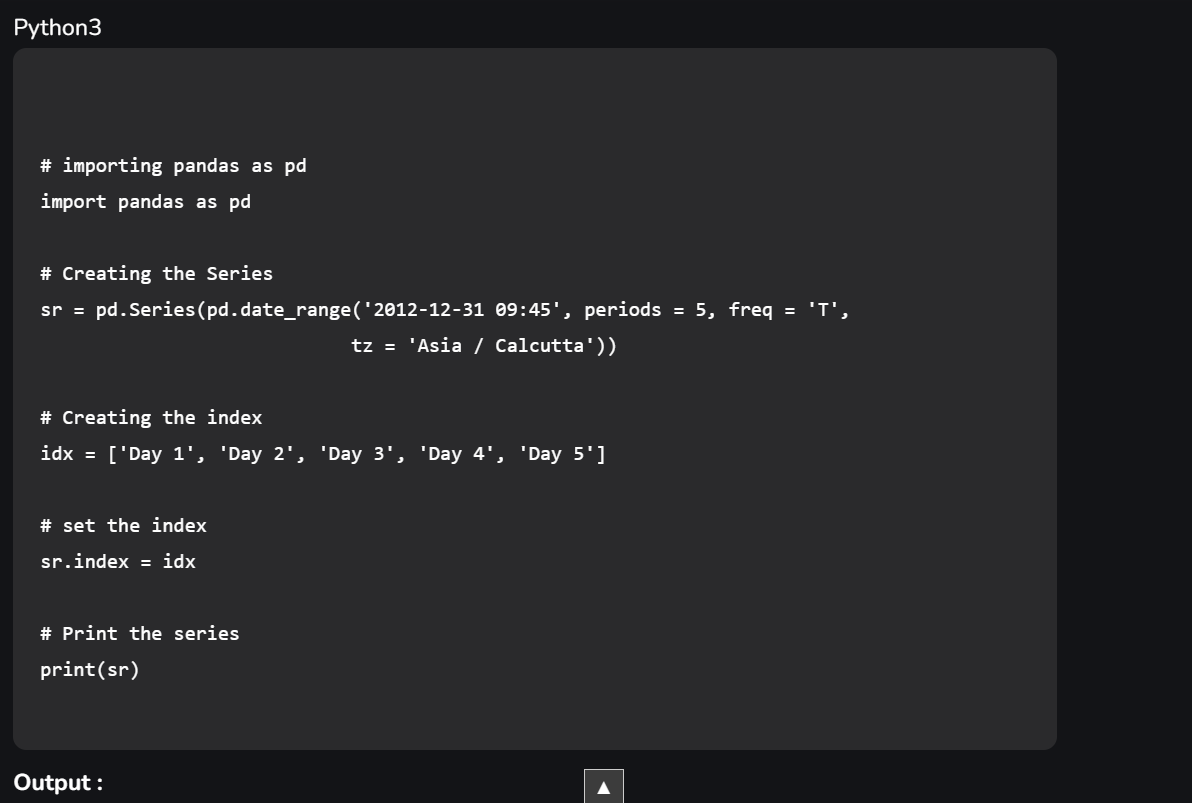 Python3
# importing pandas as pd
import pandas as pd
# Creating the Series
sr = pd.Series(pd.date_range('2012-12-31 09:45', periods = 5, freq = 'T',
tz = 'Asia / Calcutta'))
# Creating the index
idx = ['Day 1', 'Day 2', 'Day 3', 'Day 4', 'Day 5']
# set the index
sr.index = idx
# Print the series
print(sr)
Output :